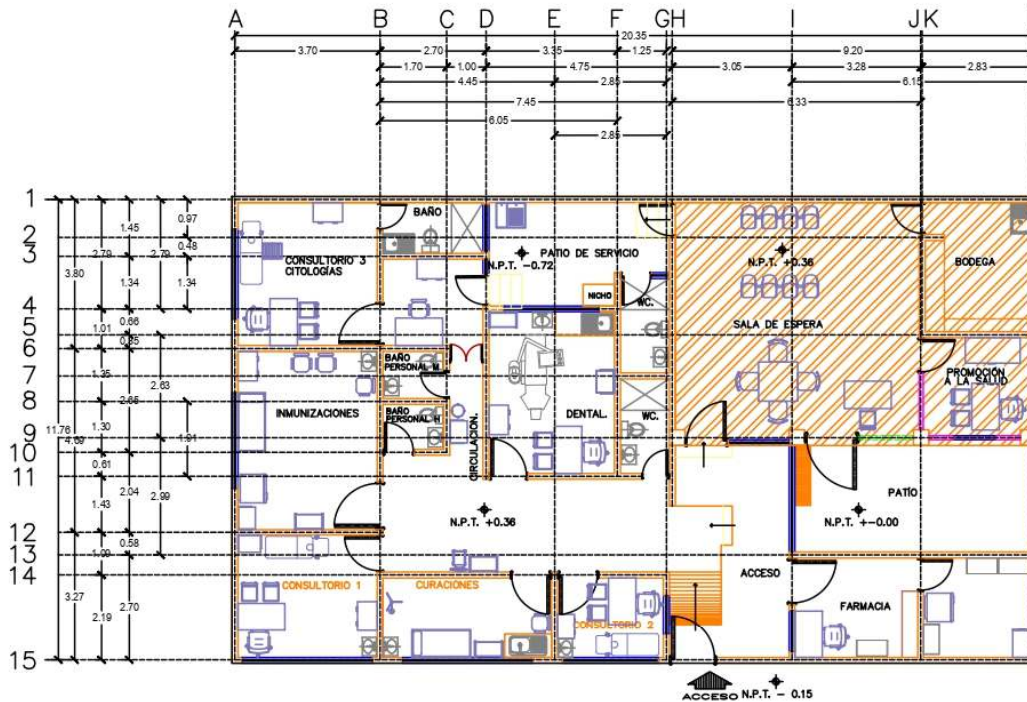 A B C D E F G H I J K
20.35
3.70 2.70 3.35 1.25 9.20
1.70 1.00 4.75 3.05 3.28 2.83
4.45 2.85 6.15
7.45 6.33
6.05
2.85
1
2
3
4
5
6
7
8
9
10
11
12
13
14
15
11.76
3.80
4.69
3.27
2.79
1.01
1.35
1.30
0.61
1.43
1.09
2.19
1.45
1.34
0.66
2.65
2.04
0.58
2.70
2.79
2.63
2.99
0.97
0.48
1.34
1.91
BAÑO
CONSULTORIO 3
CITOLOGÍAS
PATIO DE SERVICIO
N.P.T. -0.72
NICHO
WC.
N.P.T. +0.36
BODEGA
SALA DE ESPERA
BAÑO
PERSONAL M
PROMOCIÓN
A LA SALUD
INMUNIZACIONES
BAÑO
PERSONAL H
DENTAL.
WC.
CIRCULACION.
N.P.T. +0.36
PATÍO
N.P.T. +-0.00
ACCESO
CONSULTORIO 1
CURACIONES
CONSULTORIO 2
FARMACIA
ACCESO N.P.T. - 0.15